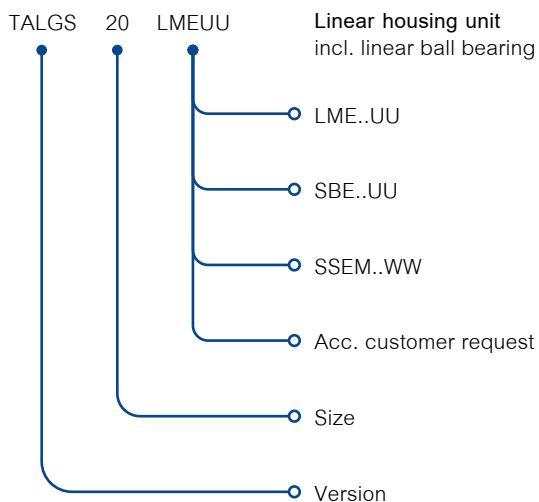 TALGS 20 LMEUU Linear housing unit
incl. linear ball bearing
LME..UU
SBE..UU
SSEM..WW
Acc. customer request
Size
Version